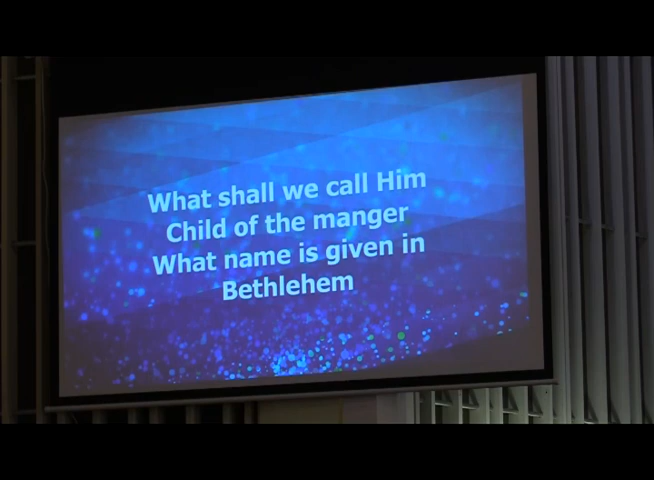 What shall we call Him
Child of the manger
What name is given in
Bethlehem